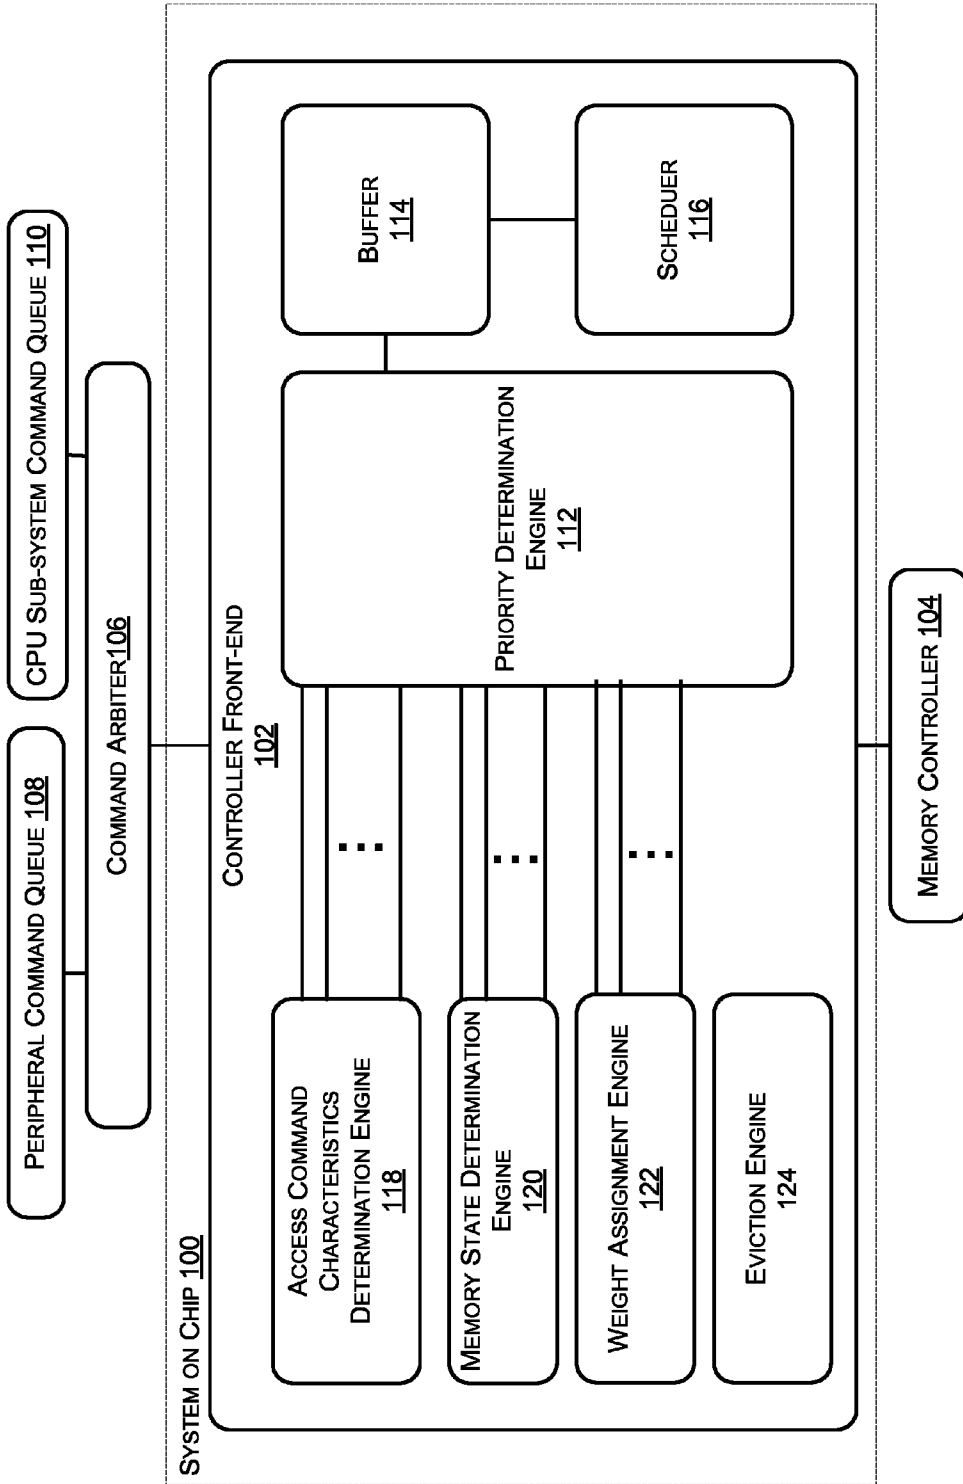 PERIPHERAL COMMAND QUEUE 108
CPU SUB-SYSTEM COMMAND QUEUE 110
COMMAND ARBITER106
SYSTEM ON CHIP 100
CONTROLLER FRONT-END
102
ACCESS COMMAND
CHARACTERISTICS
DETERMINATION ENGINE
118
MEMORY STATE DETERMINATION
ENGINE
120
WEIGHT ASSIGNMENT ENGINE
122
EVICTION ENGINE
124
PRIORITY DETERMINATION
ENGINE
112
BUFFER
114
SCHEDUER
116
MEMORY CONTROLLER 104